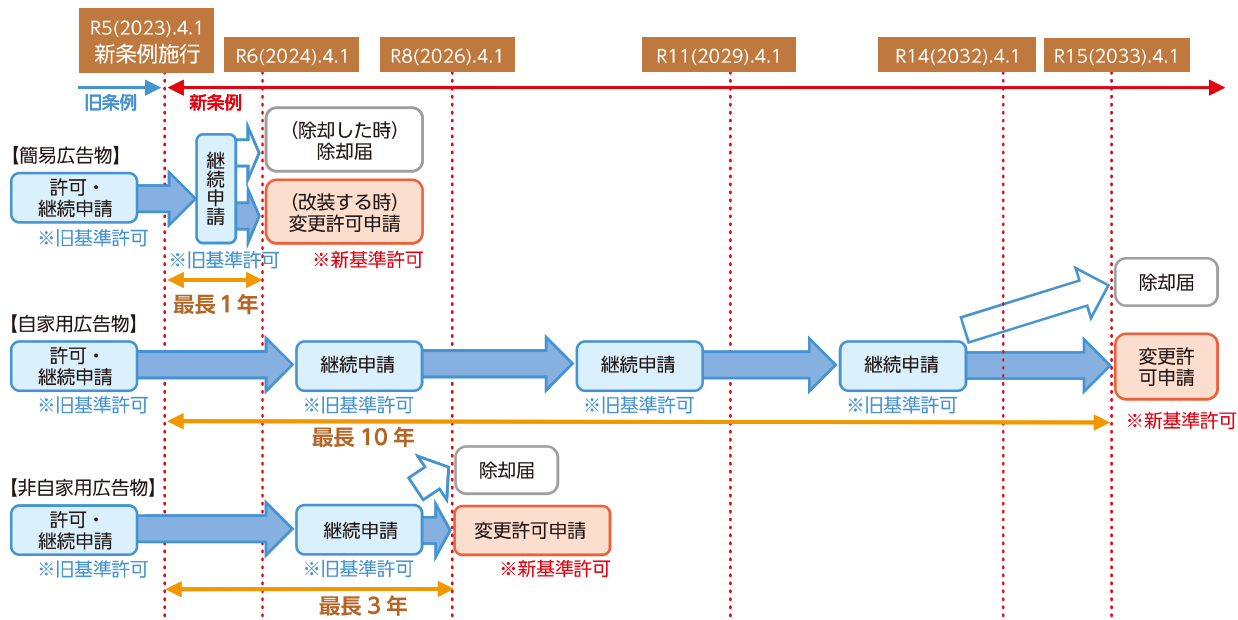 R5(2023).4.1
新条例施行
R6(2024).4.1
R8(2026).4.1
R11(2029).4.1
R14(2032).4.1
R15(2033).4.1
旧条例
新条例
【簡易広告物】
許可・
継続申請
※旧基準許可
継続申請
※旧基準許可
（除却した時）
除却届
（改装する時）
変更許可申請
※新基準許可
最長1年
【自家用広告物】
許可・
継続申請
※旧基準許可
継続申請
※旧基準許可
継続申請
※旧基準許可
継続申請
※旧基準許可
除却届
変更許
可申請
※新基準許可
最長10年
【非自家用広告物】
許可・
継続申請
※旧基準許可
継続申請
※旧基準許可
除却届
変更許可申請
※新基準許可
最長3年